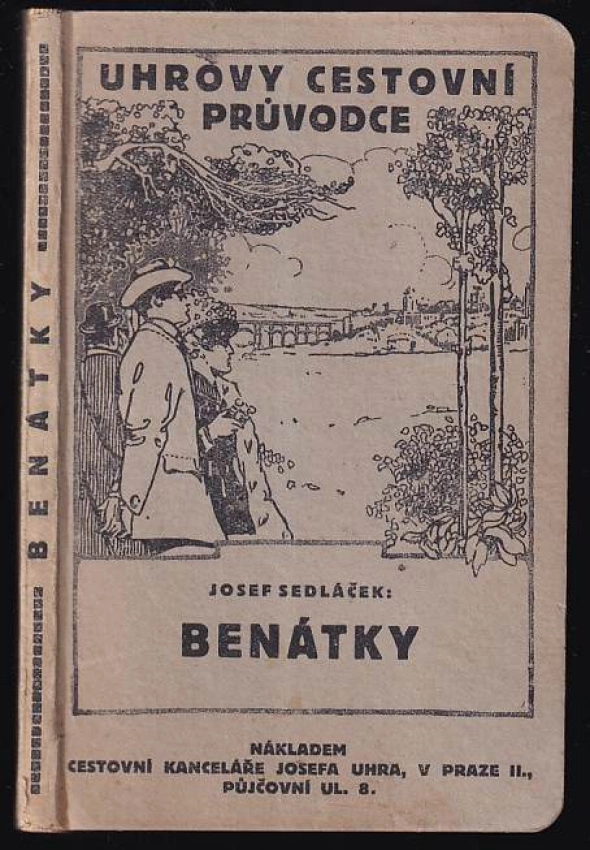 BENÁTKY
UHROVY CESTOVNÍ
PRŮVODCE
JOSEF SEDLÁČEK:
BENÁTKY
NÁKLADEM
CESTOVNÍ KANCELÁŘE JOSEFA UHRA, V PRAZE II.,
PŮJČOVNÍ UL. 8.